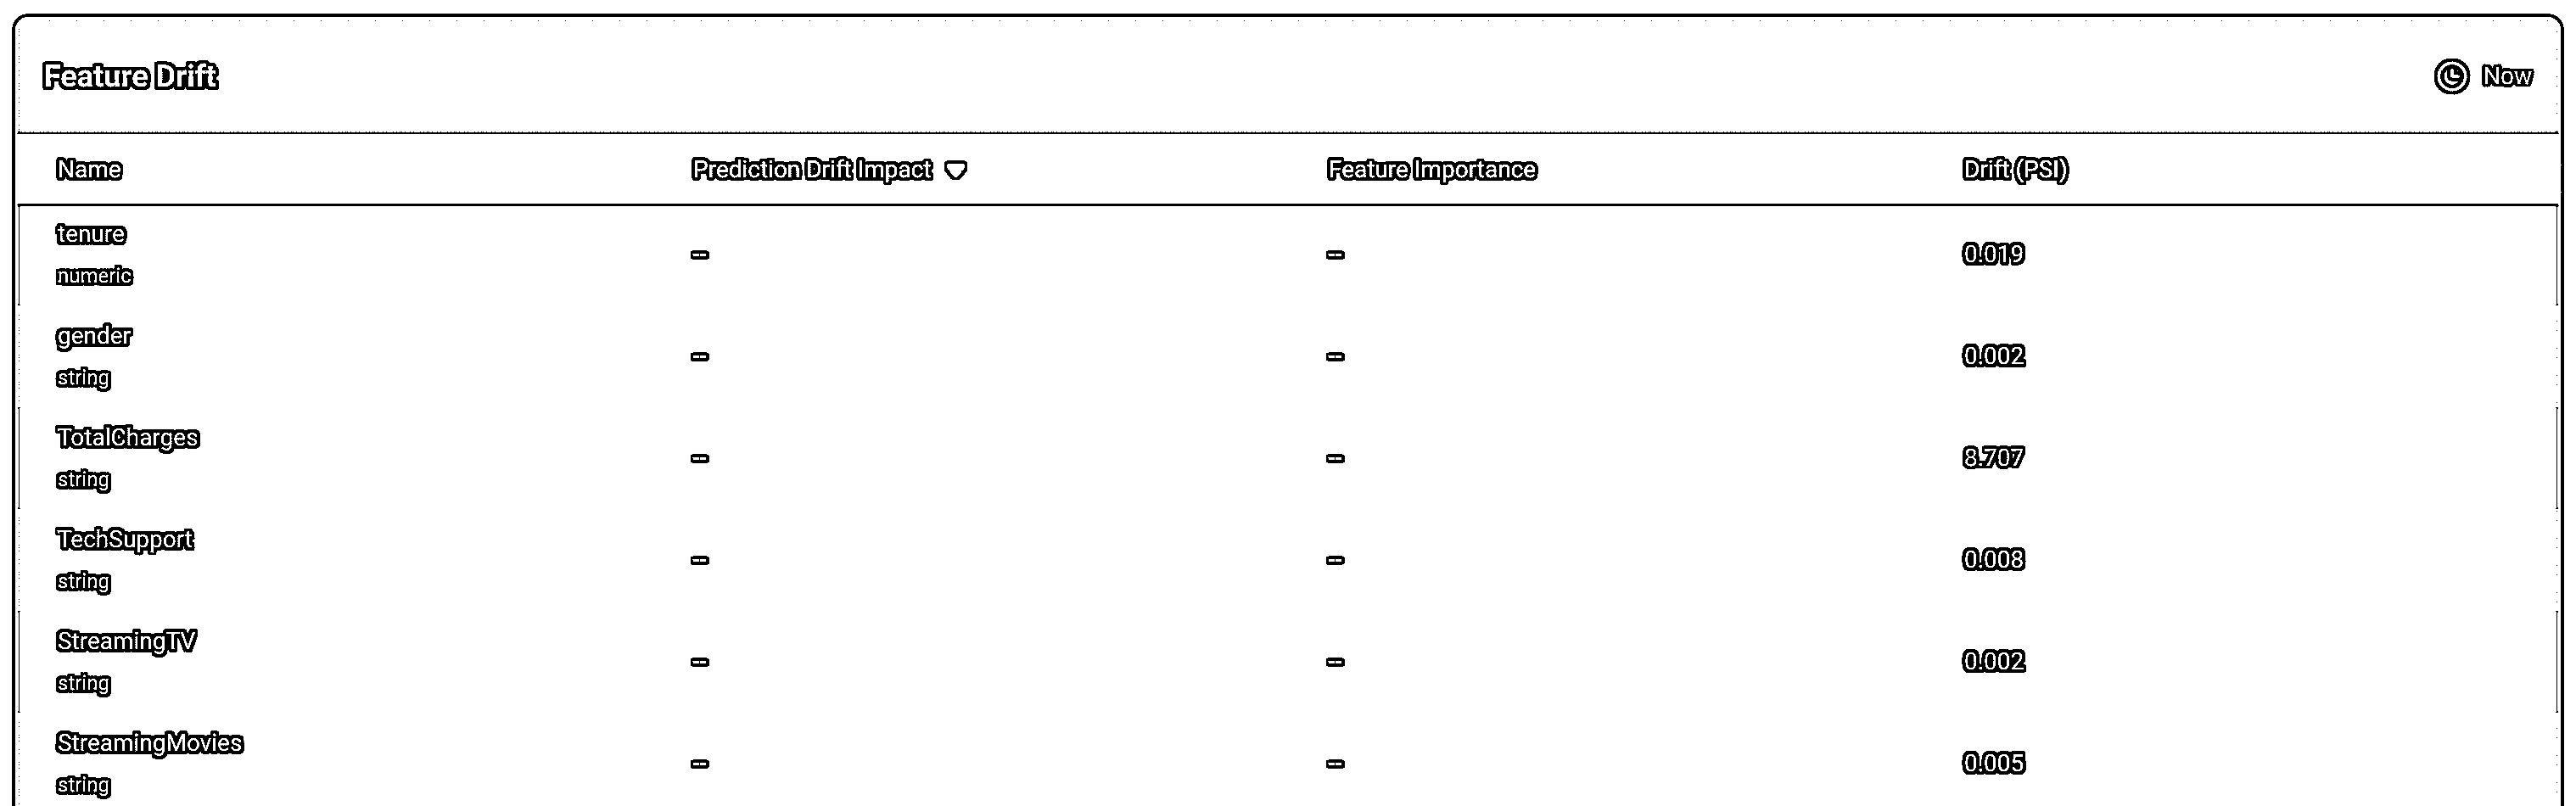 Feature Drift
Now
Name Prediction Drift Impact Feature Importance Drift (PSI)
tenure
numeric
– – 0.019
gender
string
– – 0.002
TotalCharges
string
– – 8.707
TechSupport
string
– – 0.008
StreamingTV
string
– – 0.002
StreamingMovies
string
– – 0.005